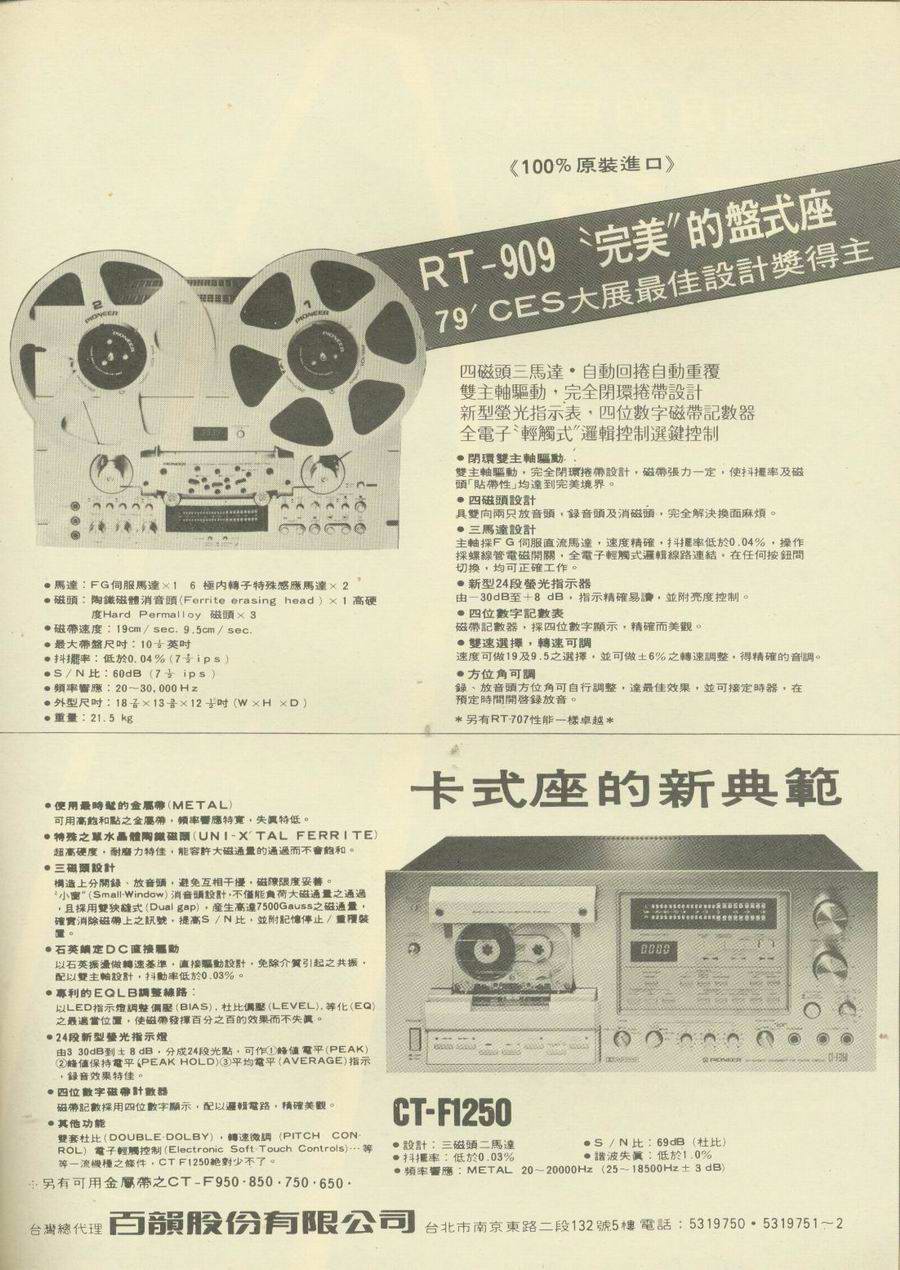 《100%原裝進口》
RT-909〝完美〞的盤式座
79′CES大展最佳設計獎得主
四磁頭三馬達・自動回捲自動重覆
雙主軸驅動，完全閉環捲帶設計
新型螢光指示表，四位數字磁帶記數器
全電子〝輕觸式〞邏輯控制選鍵控制
●閉環雙主軸驅動
雙主軸驅動，完全閉環捲帶設計，磁帶張力一定，使抖擺率及磁
頭「貼帶性」均達到完美境界。
●四磁頭設計
具雙向兩只放音頭，錄音頭及消磁頭，完全解決換面麻煩。
●三馬達設計
主軸採FG伺服直流馬達，速度精確，抖擺率低於0.04%，操作
採螺線管電磁開關，全電子輕觸式邏輯線路連結，在任何按鈕間
切換，均可正確工作。
●新型24段螢光指示器
由－30dB至＋8 dB，指示精確易讀，並附亮度控制。
●四位數字記數表
磁帶記數器，採四位數字顯示，精確而美觀。
●雙速選擇，轉速可調
速度可做19及9.5之選擇，並可做±6%之轉速調整，得精確的音調。
●方位角可調
錄、放音頭方位角可自行調整，達最佳效果，並可接定時器，在
預定時間開啓錄放音。
＊另有RT-707性能一樣卓越＊
2
PIONEER
PIONEER
1
PIONEER
PIONEER
●馬達：FG伺服馬達×1 6 極內轉子特殊感應馬達×2
●磁頭：陶鐵磁體消音頭(Ferrite erasing head )×1 高硬
度Hard Permalloy 磁頭×3
●磁帶速度：19cm/sec. 9.5cm/sec.
●最大帶盤尺吋：10½英吋
●抖擺率：低於0.04%(7½ips)
●S/N比：60dB (7½ ips)
●頻率響應：20~30,000Hz
●外型尺吋：18 ×13 ×12 吋(W×H ×D)
●重量：21.5 kg
卡式座的新典範
●使用最時髦的金屬帶(METAL)
可用高飽和點之金屬帶，頻率響應特寬，失真特低。
●特殊之單水晶體陶鐵磁頭(UNI-X'TAL FERRITE)
超高硬度，耐磨力特佳，能容許大磁通量的通過而不會飽和。
●三磁頭設計
構造上分開錄、放音頭，避免互相干擾，磁隙限度妥善。
〝小窗〞(Small-Window)消音頭設計，不僅能負荷大磁通量之通過
，且採用雙狹縫式(Dual gap)，產生高達7500Gauss之磁通量，
確實消除磁帶上之訊號，提高S/N比，並附記憶停止/重覆裝
置。
●石英鎖定DC直接驅動
以石英振盪做轉速基準，直接驅動設計，免除介質引起之共振，
配以雙主軸設計，抖動率低於0.03%。
●專利的EQLB調整線路：
以LED指示燈調整偏壓(BIAS)，杜比偏壓(LEVEL)，等化(EQ)
之最適當位置，使磁帶發揮百分之百的效果而不失真。
●24段新型螢光指示燈
由3 30dB到±8 dB，分成24段光點，可作①峰值電平(PEAK)
②峰值保持電平(PEAK HOLD)③平均電平(AVERAGE)指示
，錄音效果特佳。
●四位數字磁帶計數器
磁帶記數採用四位數字顯示，配以邏輯電路，精確美觀。
●其他功能
雙套杜比(DOUBLE-DOLBY)，轉速微調 (PITCH CON-
ROL) 電子輕觸控制(Electronic Soft Touch Controls)…等
等一流機種之條件，CT F1250絕對少不了。
另有可用金屬帶之CT-F950·850·750·650·
0000
PIONEER
CT-F1250
CT-F1250
●設計：三磁頭二馬達
●抖擺率：低於0.03%
●頻率響應：METAL 20~20000Hz (25~18500Hz±3 dB)
●S/N比：69dB (杜比)
●諧波失真：低於1.0%
台灣總代理 百韻股份有限公司 台北市南京東路二段132號5樓 電話：5319750・5319751~2